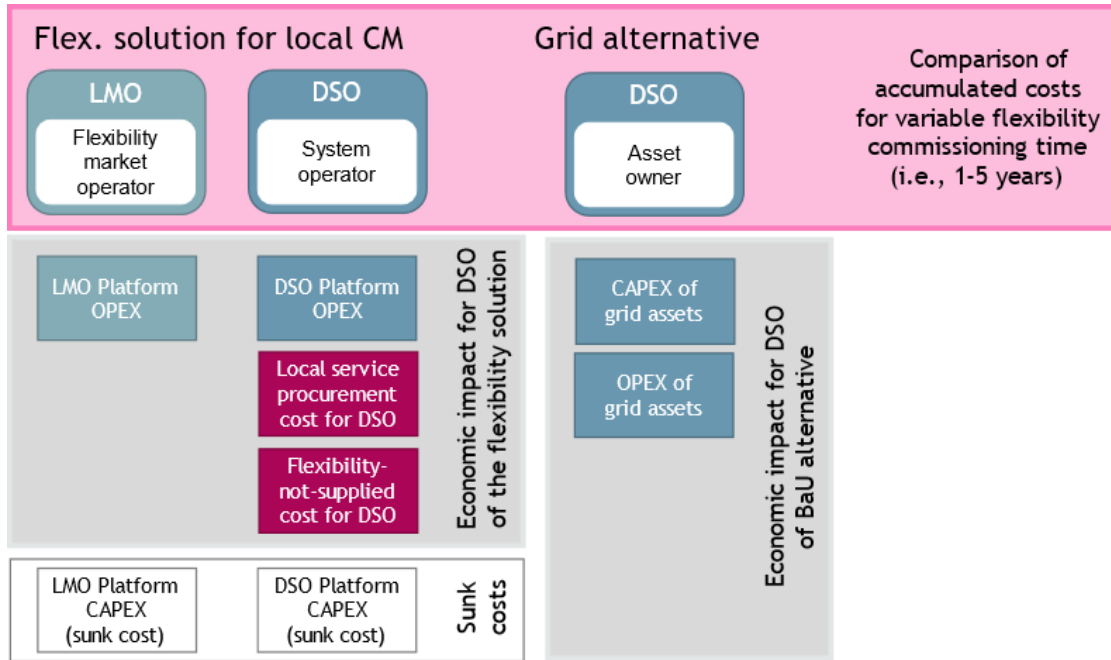 Flex. solution for local CM
Grid alternative
LMO
Flexibility
market
operator
DSO
System
operator
DSO
Asset
owner
Comparison of
accumulated costs
for variable flexibility
commissioning time
(i.e., 1-5 years)
LMO Platform
OPEX
DSO Platform
OPEX
Local service
procurement
cost for DSO
Flexibility-
not-supplied
cost for DSO
Economic impact for DSO
of the flexibility solution
CAPEX of
grid assets
OPEX of
grid assets
Economic impact for DSO
of BaU alternative
LMO Platform
CAPEX
(sunk cost)
DSO Platform
CAPEX
(sunk cost)
Sunk
costs